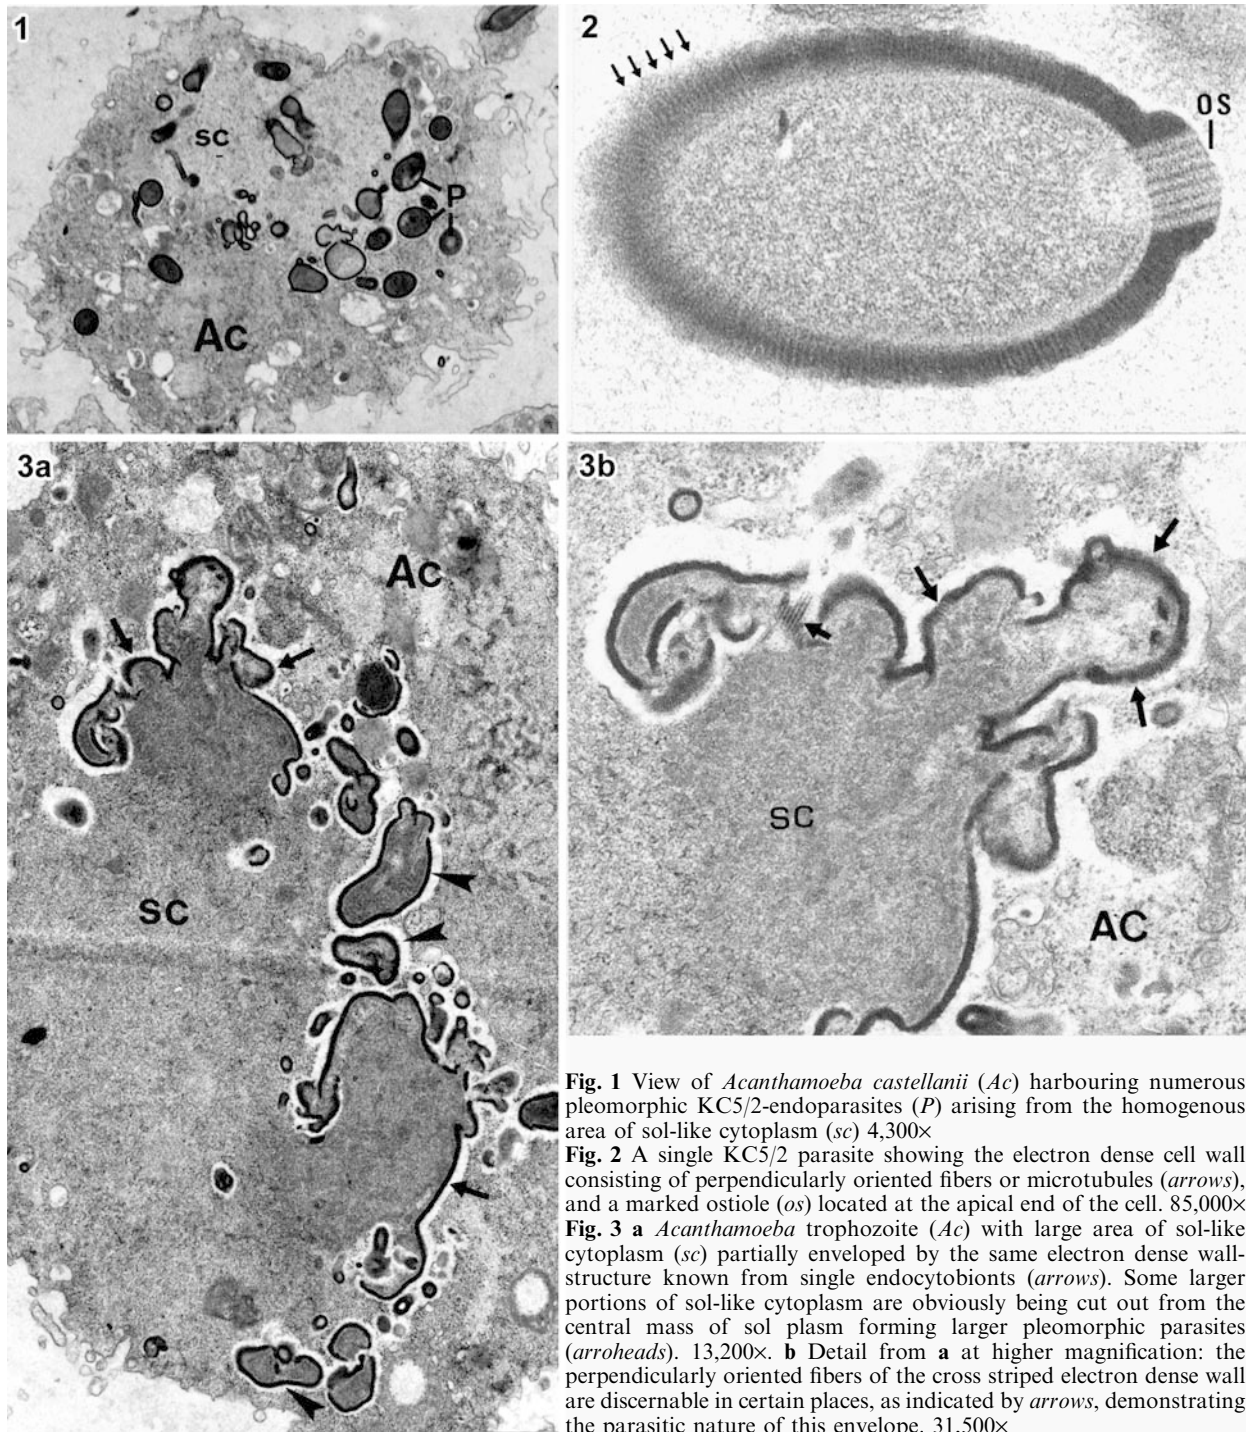 1
sc
P
Ac
2
OS
3a
Ac
sc
3b
sc
AC
Fig. 1 View of Acanthamoeba castellanii (Ac) harbouring numerous
pleomorphic KC5/2-endoparasites (P) arising from the homogenous
area of sol-like cytoplasm (sc) 4,300×
Fig. 2 A single KC5/2 parasite showing the electron dense cell wall
consisting of perpendicularly oriented fibers or microtubules (arrows),
and a marked ostiole (os) located at the apical end of the cell. 85,000×
Fig. 3 a Acanthamoeba trophozoite (Ac) with large area of sol-like
cytoplasm (sc) partially enveloped by the same electron dense wall-
structure known from single endocytobionts (arrows). Some larger
portions of sol-like cytoplasm are obviously being cut out from the
central mass of sol plasm forming larger pleomorphic parasites
(arroheads). 13,200×. b Detail from a at higher magnification: the
perpendicularly oriented fibers of the cross striped electron dense wall
are discernable in certain places, as indicated by arrows, demonstrating
the parasitic nature of this envelope. 31,500×